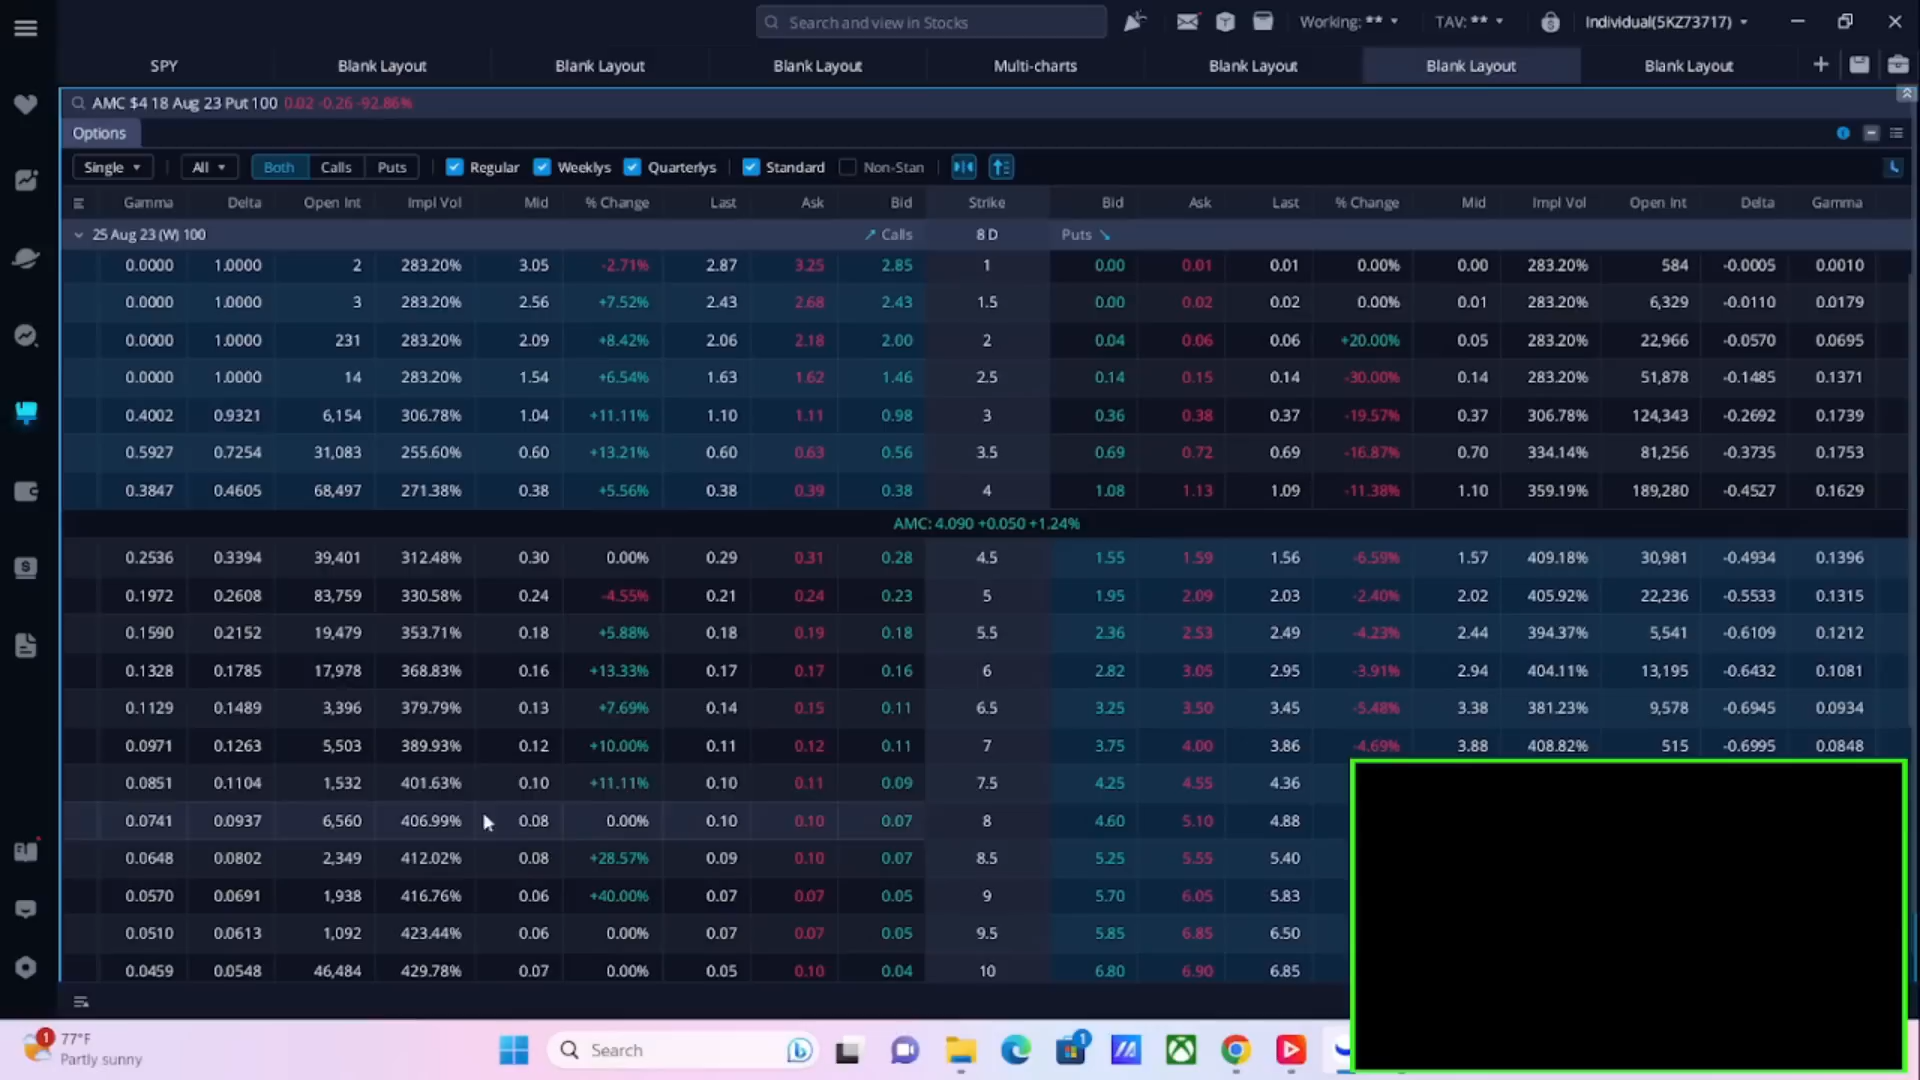 Search and view in Stocks Working: ** TAV: ** Individual(5KZ73717)
SPY Blank Layout Blank Layout Blank Layout Multi-charts Blank Layout Blank Layout Blank Layout
AMC $4 18 Aug 23 Put 100 0.02 -0.26 -92.86%
Options
Single All Both Calls Puts Regular Weeklys Quarterlys Standard Non-Stan
Gamma Delta Open Int Impl Vol Mid % Change Last Ask Bid Strike Bid Ask Last % Change Mid Impl Vol Open Int Delta Gamma
25 Aug 23 (W) 100 Calls 8 D Puts
0.0000 1.0000 2 283.20% 3.05 -2.71% 2.87 3.25 2.85 1 0.00 0.01 0.01 0.00% 0.00 283.20% 584 -0.0005 0.0010
0.0000 1.0000 3 283.20% 2.56 +7.52% 2.43 2.68 2.43 1.5 0.00 0.02 0.02 0.00% 0.01 283.20% 6,329 -0.0110 0.0179
0.0000 1.0000 231 283.20% 2.09 +8.42% 2.06 2.18 2.00 2 0.04 0.06 0.06 +20.00% 0.05 283.20% 22,966 -0.0570 0.0695
0.0000 1.0000 14 283.20% 1.54 +6.54% 1.63 1.62 1.46 2.5 0.14 0.15 0.14 -30.00% 0.14 283.20% 51,878 -0.1485 0.1371
0.4002 0.9321 6,154 306.78% 1.04 +11.11% 1.10 1.11 0.98 3 0.36 0.38 0.37 -19.57% 0.37 306.78% 124,343 -0.2692 0.1739
0.5927 0.7254 31,083 255.60% 0.60 +13.21% 0.60 0.63 0.56 3.5 0.69 0.72 0.69 -16.87% 0.70 334.14% 81,256 -0.3735 0.1753
0.3847 0.4605 68,497 271.38% 0.38 +5.56% 0.38 0.39 0.38 4 1.08 1.13 1.09 -11.38% 1.10 359.19% 189,280 -0.4527 0.1629
AMC: 4.090 +0.050 +1.24%
0.2536 0.3394 39,401 312.48% 0.30 0.00% 0.29 0.31 0.28 4.5 1.55 1.59 1.56 -6.59% 1.57 409.18% 30,981 -0.4934 0.1396
0.1972 0.2608 83,759 330.58% 0.24 -4.55% 0.21 0.24 0.23 5 1.95 2.09 2.03 -2.40% 2.02 405.92% 22,236 -0.5533 0.1315
0.1590 0.2152 19,479 353.71% 0.18 +5.88% 0.18 0.19 0.18 5.5 2.36 2.53 2.49 -4.23% 2.44 394.37% 5,541 -0.6109 0.1212
0.1328 0.1785 17,978 368.83% 0.16 +13.33% 0.17 0.17 0.16 6 2.82 3.05 2.95 -3.91% 2.94 404.11% 13,195 -0.6432 0.1081
0.1129 0.1489 3,396 379.79% 0.13 +7.69% 0.14 0.15 0.11 6.5 3.25 3.50 3.45 -5.48% 3.38 381.23% 9,578 -0.6945 0.0934
0.0971 0.1263 5,503 389.93% 0.12 +10.00% 0.11 0.12 0.11 7 3.75 4.00 3.86 -4.69% 3.88 408.82% 515 -0.6995 0.0848
0.0851 0.1104 1,532 401.63% 0.10 +11.11% 0.10 0.11 0.09 7.5 4.25 4.55 4.36
0.0741 0.0937 6,560 406.99% 0.08 0.00% 0.10 0.10 0.07 8 4.60 5.10 4.88
0.0648 0.0802 2,349 412.02% 0.08 +28.57% 0.09 0.10 0.07 8.5 5.25 5.55 5.40
0.0570 0.0691 1,938 416.76% 0.06 +40.00% 0.07 0.07 0.05 9 5.70 6.05 5.83
0.0510 0.0613 1,092 423.44% 0.06 0.00% 0.07 0.07 0.05 9.5 5.85 6.85 6.50
0.0459 0.0548 46,484 429.78% 0.07 0.00% 0.05 0.10 0.04 10 6.80 6.90 6.85
1 77°F
Partly sunny
Search
1